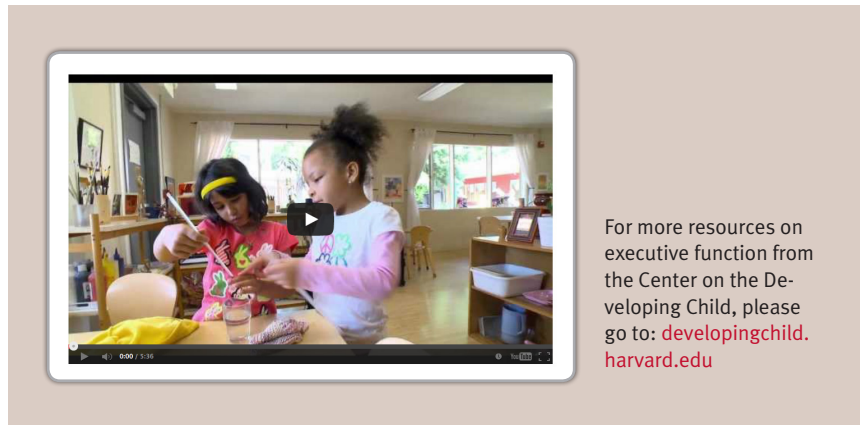 0:00 / 5:36
YouTube
For more resources on
executive function from
the Center on the De-
veloping Child, please
go to: developingchild.
harvard.edu